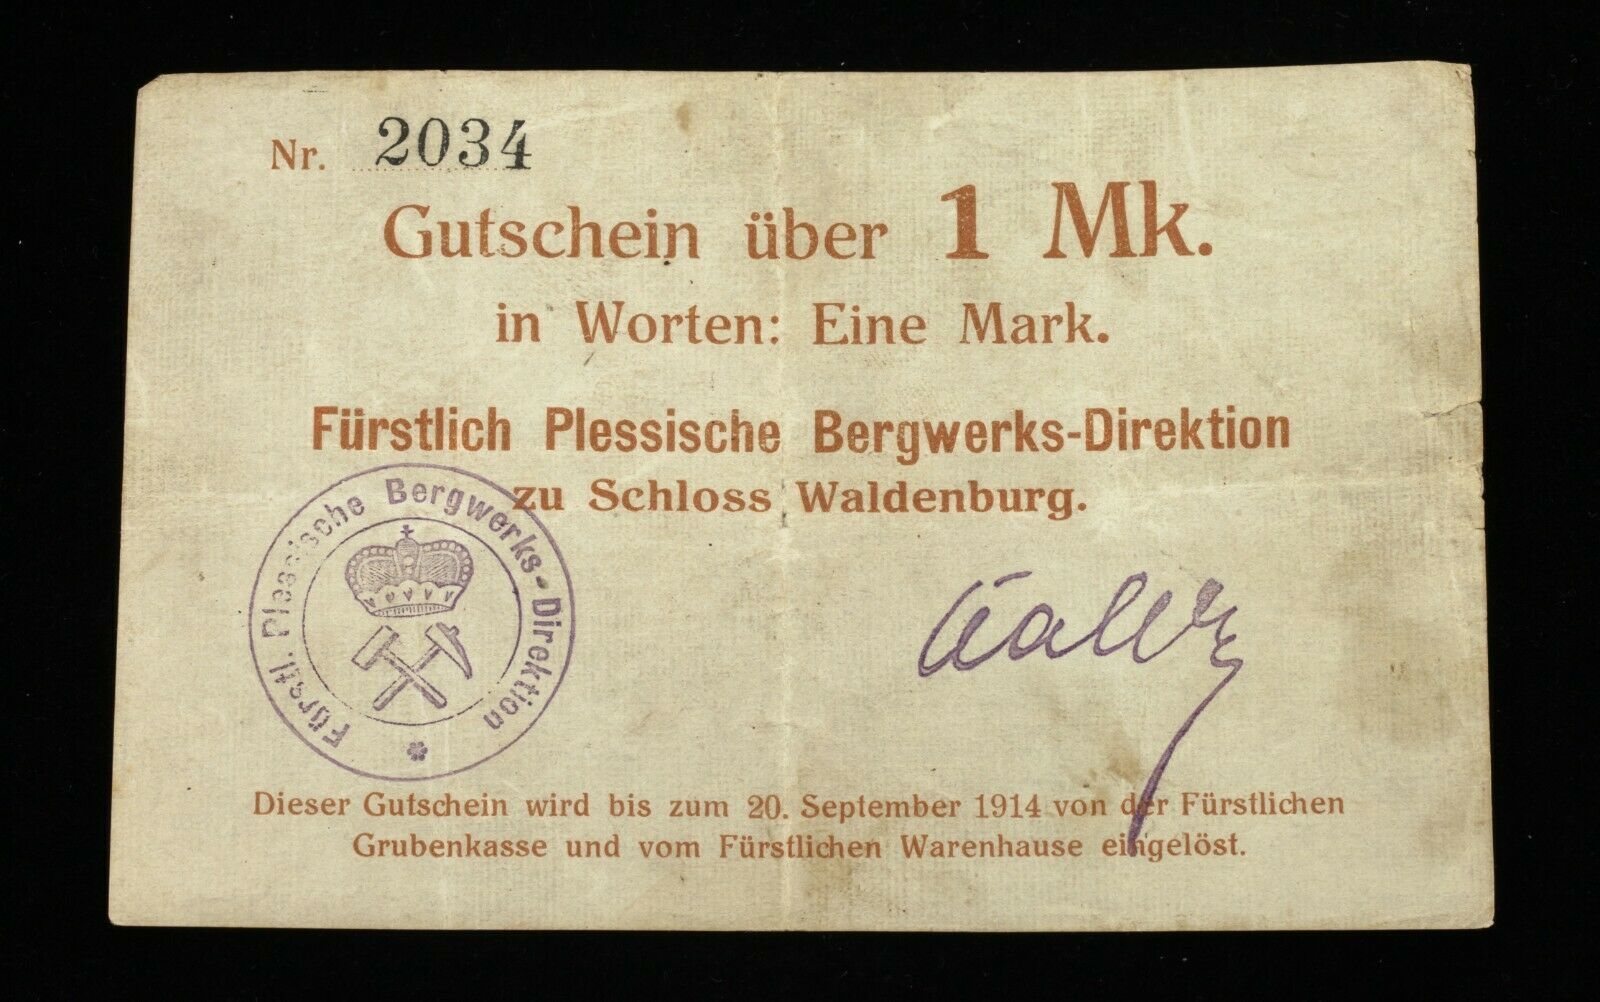 Nr. 2034
Gutschein über 1 Mk.
in Worten: Eine Mark.
Fürstlich Plessische Bergwerks-Direktion
zu Schloss Waldenburg.
Fürstl. Plessische Bergwerks-Direktion
Dieser Gutschein wird bis zum 20. September 1914 von der Fürstlichen
Grubenkasse und vom Fürstlichen Warenhause eingelöst.